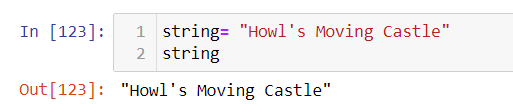 In [123]: 1 string= "Howl's Moving Castle"
2 string
Out[123]: "Howl's Moving Castle"